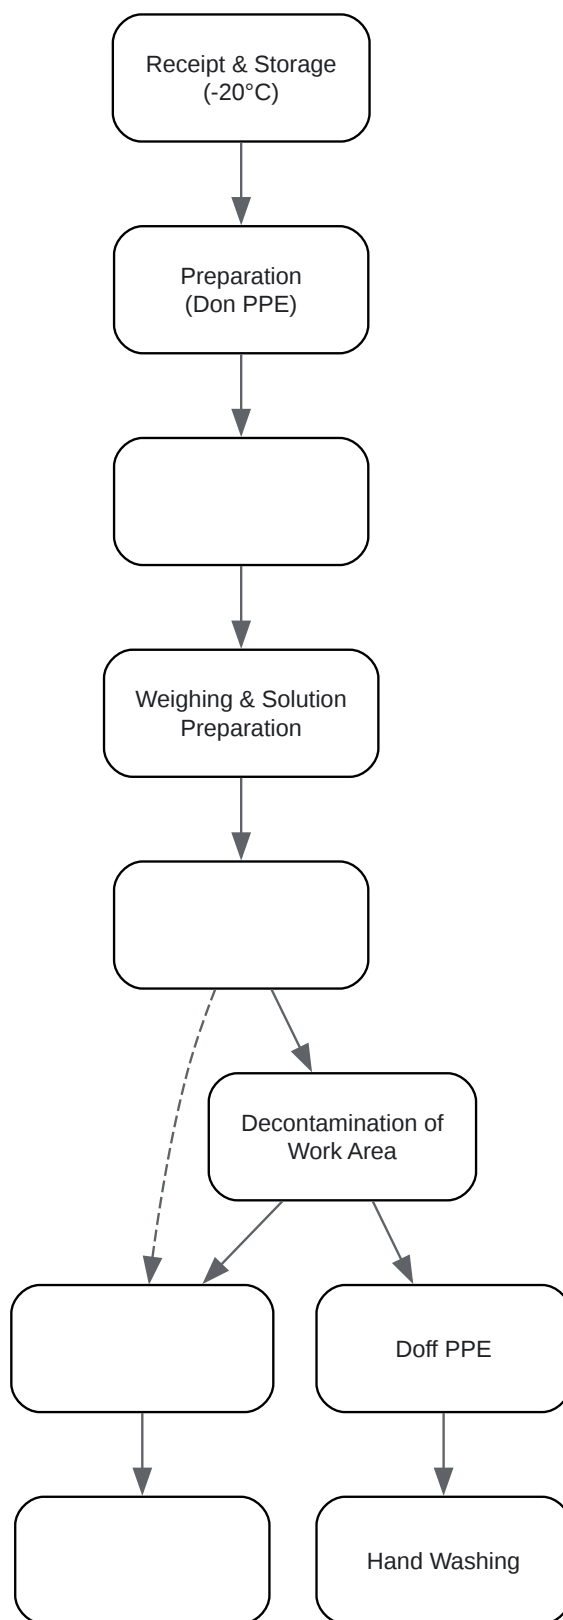 Receipt & Storage
(-20°C)
Preparation
(Don PPE)
Weighing & Solution
Preparation
Decontamination of
Work Area
Doff PPE
Hand Washing